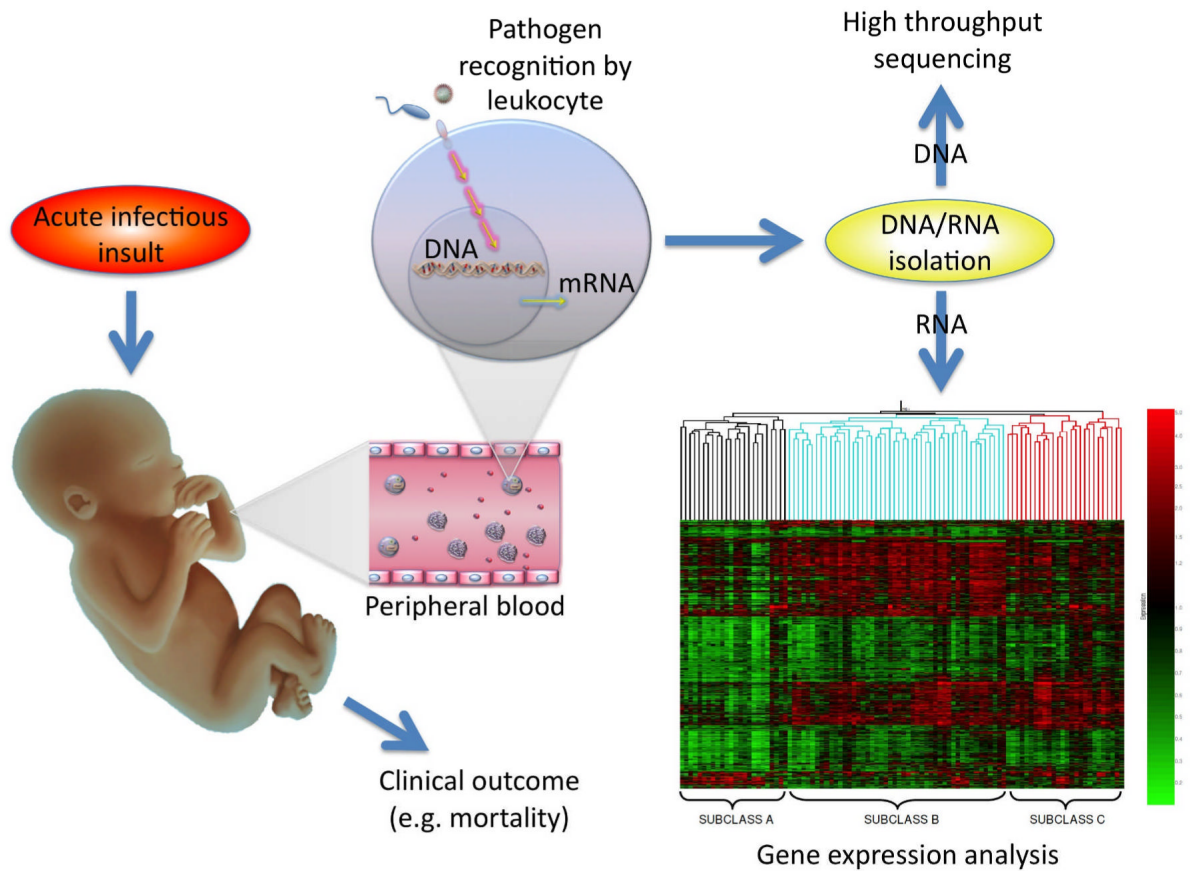 Pathogen
recognition by
leukocyte
High throughput
sequencing
DNA
Acute infectious
insult
DNA/RNA
isolation
DNA
mRNA
RNA
Peripheral blood
Expression
Clinical outcome
(e.g. mortality)
SUBCLASS A
SUBCLASS B
SUBCLASS C
Gene expression analysis